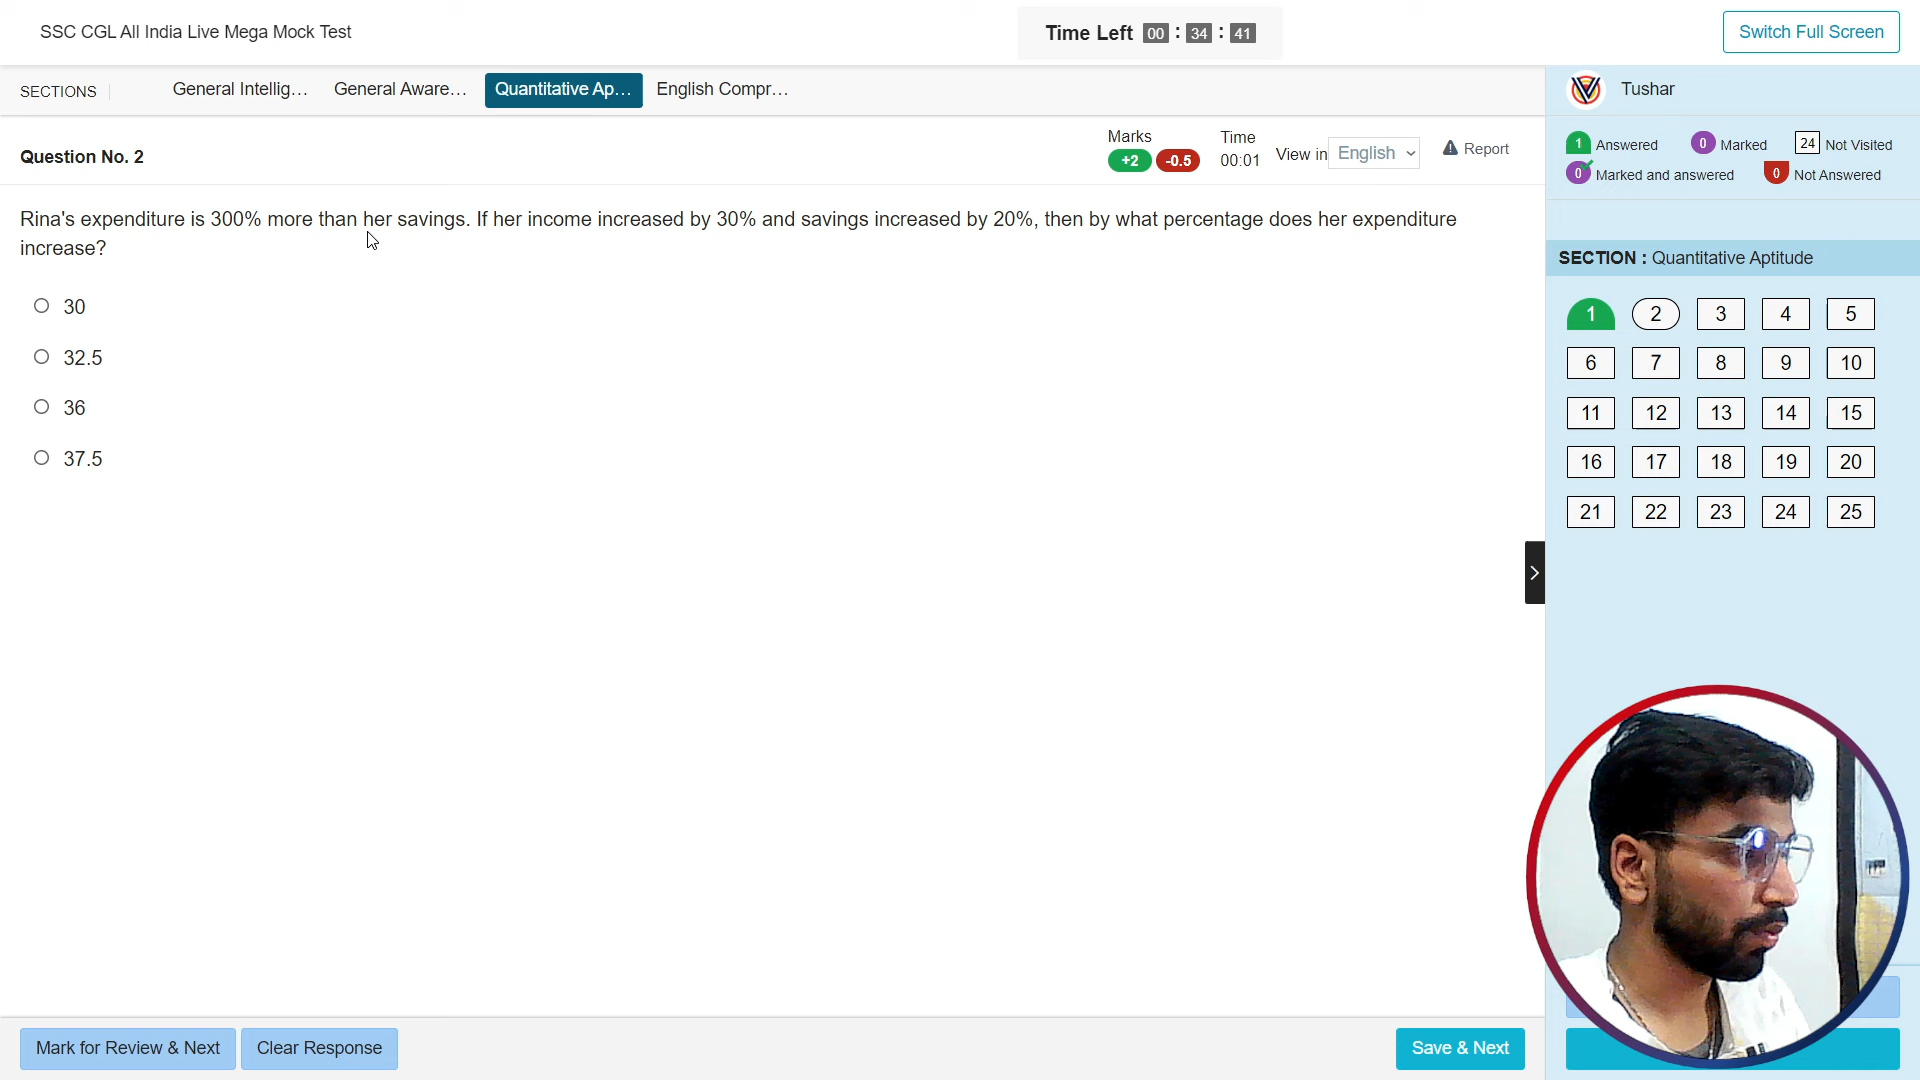 SSC CGL All India Live Mega Mock Test
Time Left 00 : 34 : 41
Switch Full Screen
SECTIONS
General Intellig...
General Aware...
Quantitative Ap...
English Compr...
Tushar
Question No. 2
Marks
+2 -0.5
Time
00:01
View in English
Report
1 Answered
0 Marked
24 Not Visited
0 Marked and answered
0 Not Answered
Rina's expenditure is 300% more than her savings. If her income increased by 30% and savings increased by 20%, then by what percentage does her expenditure
increase?
30
32.5
36
37.5
SECTION : Quantitative Aptitude
1 2 3 4 5
6 7 8 9 10
11 12 13 14 15
16 17 18 19 20
21 22 23 24 25
Mark for Review & Next
Clear Response
Save & Next